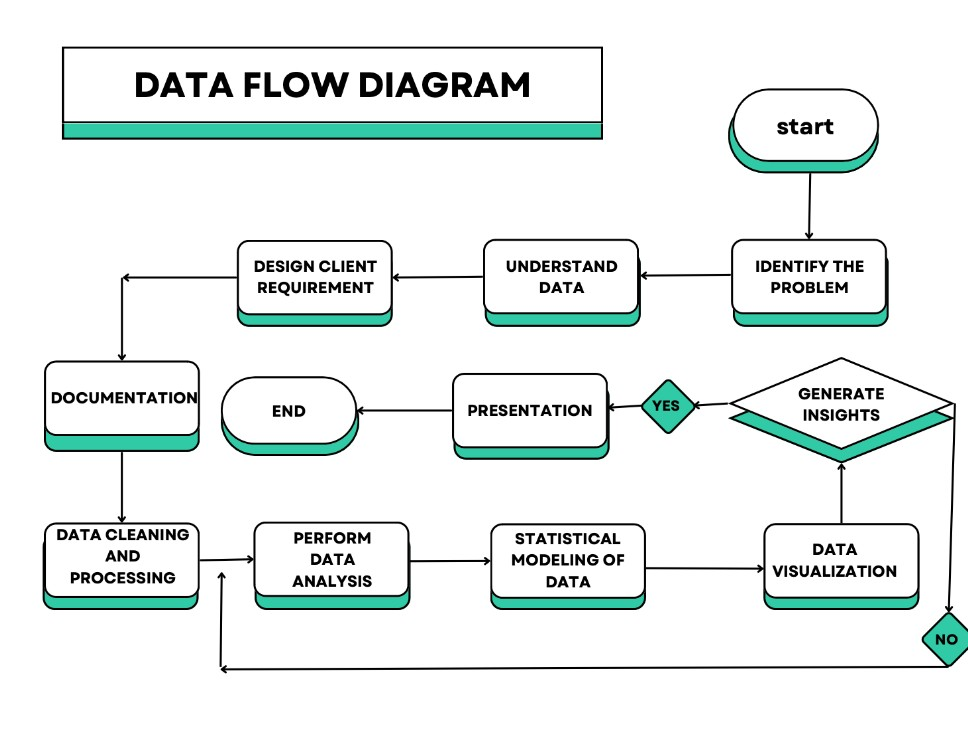 DATA FLOW DIAGRAM
start
IDENTIFY THE
PROBLEM
UNDERSTAND
DATA
DESIGN CLIENT
REQUIREMENT
DOCUMENTATION
END
PRESENTATION
YES
GENERATE
INSIGHTS
DATA CLEANING
AND
PROCESSING
PERFORM
DATA
ANALYSIS
STATISTICAL
MODELING OF
DATA
DATA
VISUALIZATION
NO